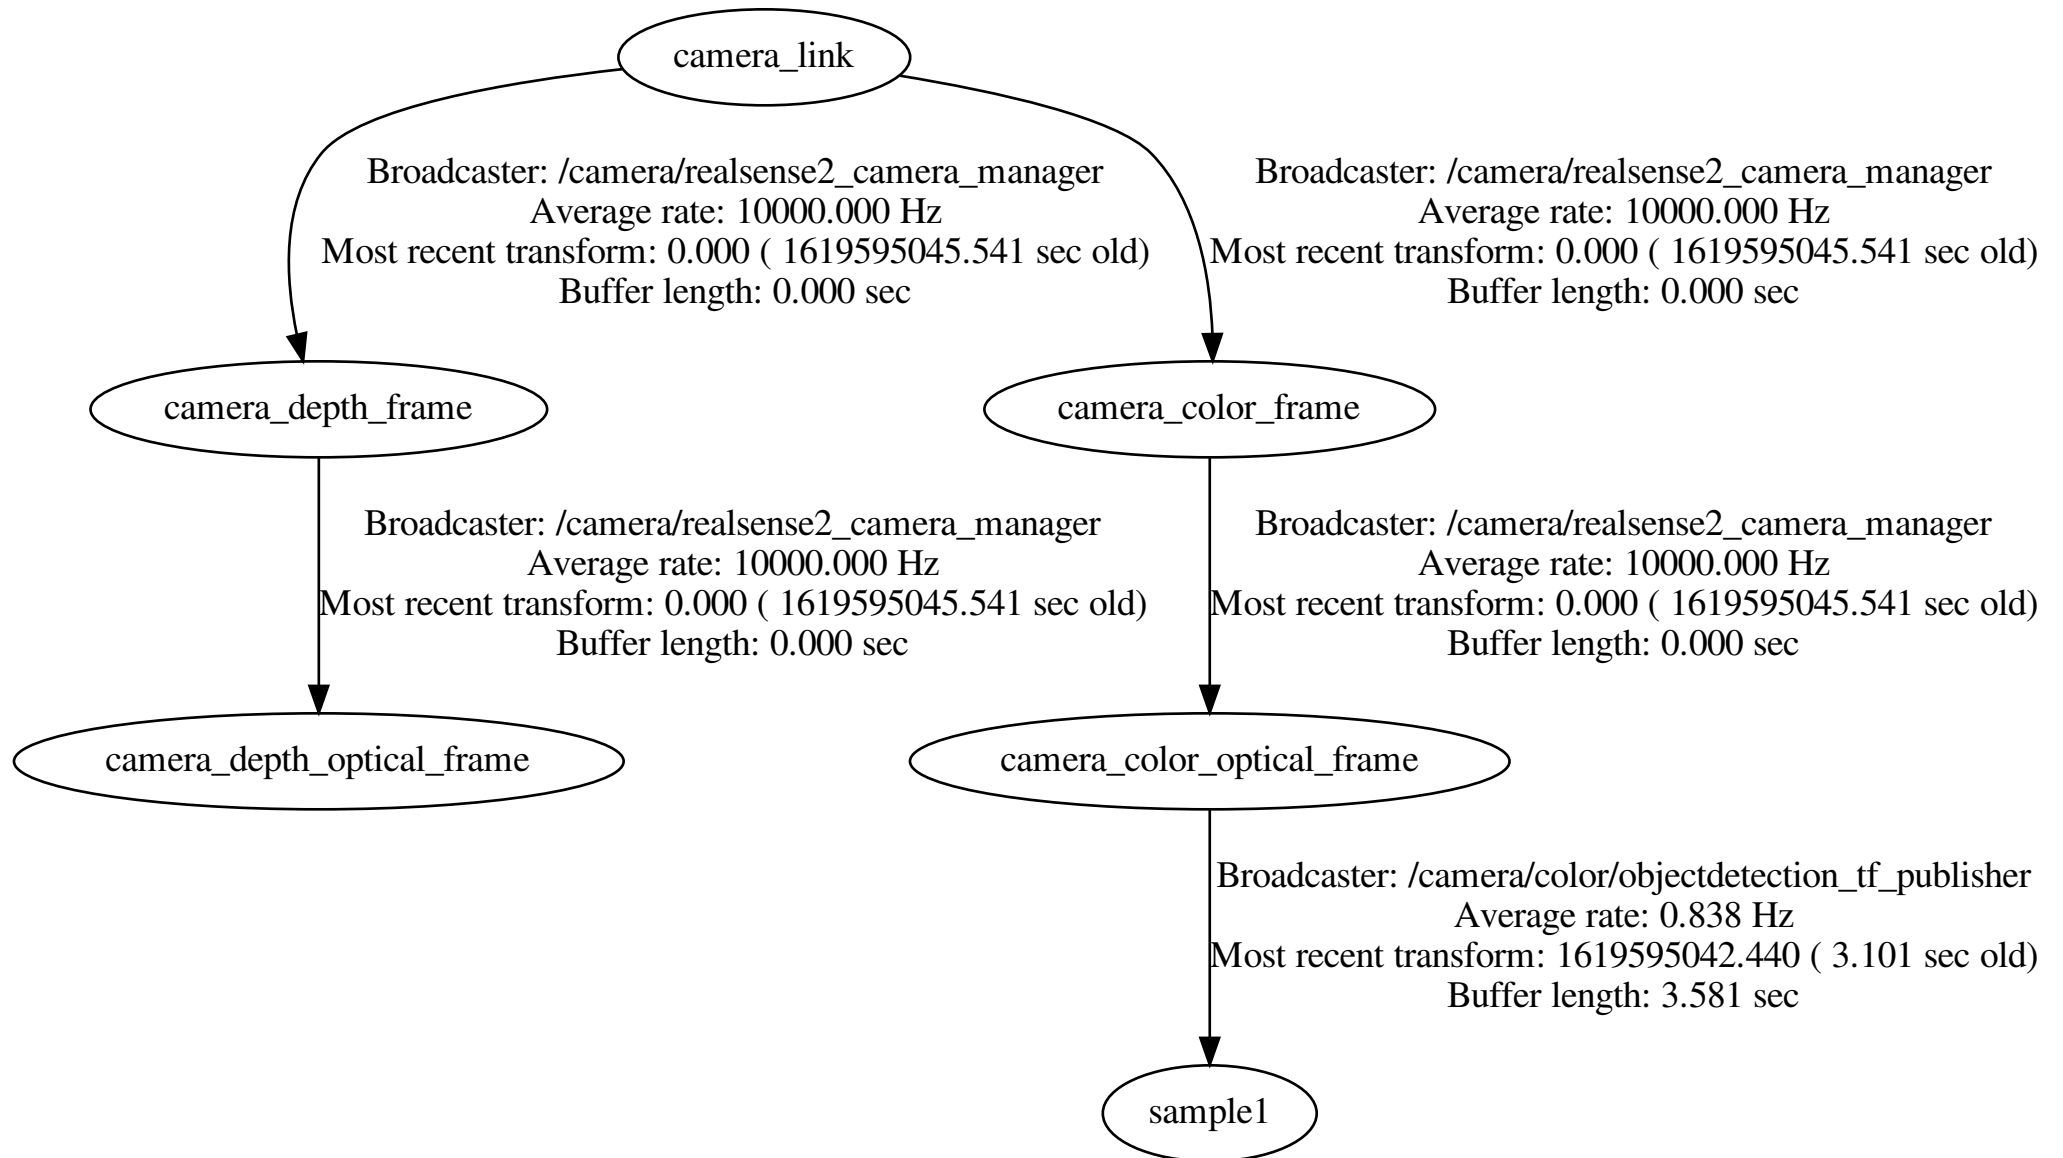 camera_link
Broadcaster: /camera/realsense2_camera_manager
Average rate: 10000.000 Hz
Most recent transform: 0.000 ( 1619595045.541 sec old)
Buffer length: 0.000 sec
Broadcaster: /camera/realsense2_camera_manager
Average rate: 10000.000 Hz
Most recent transform: 0.000 ( 1619595045.541 sec old)
Buffer length: 0.000 sec
camera_depth_frame
camera_color_frame
Broadcaster: /camera/realsense2_camera_manager
Average rate: 10000.000 Hz
Most recent transform: 0.000 ( 1619595045.541 sec old)
Buffer length: 0.000 sec
Broadcaster: /camera/realsense2_camera_manager
Average rate: 10000.000 Hz
Most recent transform: 0.000 ( 1619595045.541 sec old)
Buffer length: 0.000 sec
camera_depth_optical_frame
camera_color_optical_frame
Broadcaster: /camera/color/objectdetection_tf_publisher
Average rate: 0.838 Hz
Most recent transform: 1619595042.440 ( 3.101 sec old)
Buffer length: 3.581 sec
sample1